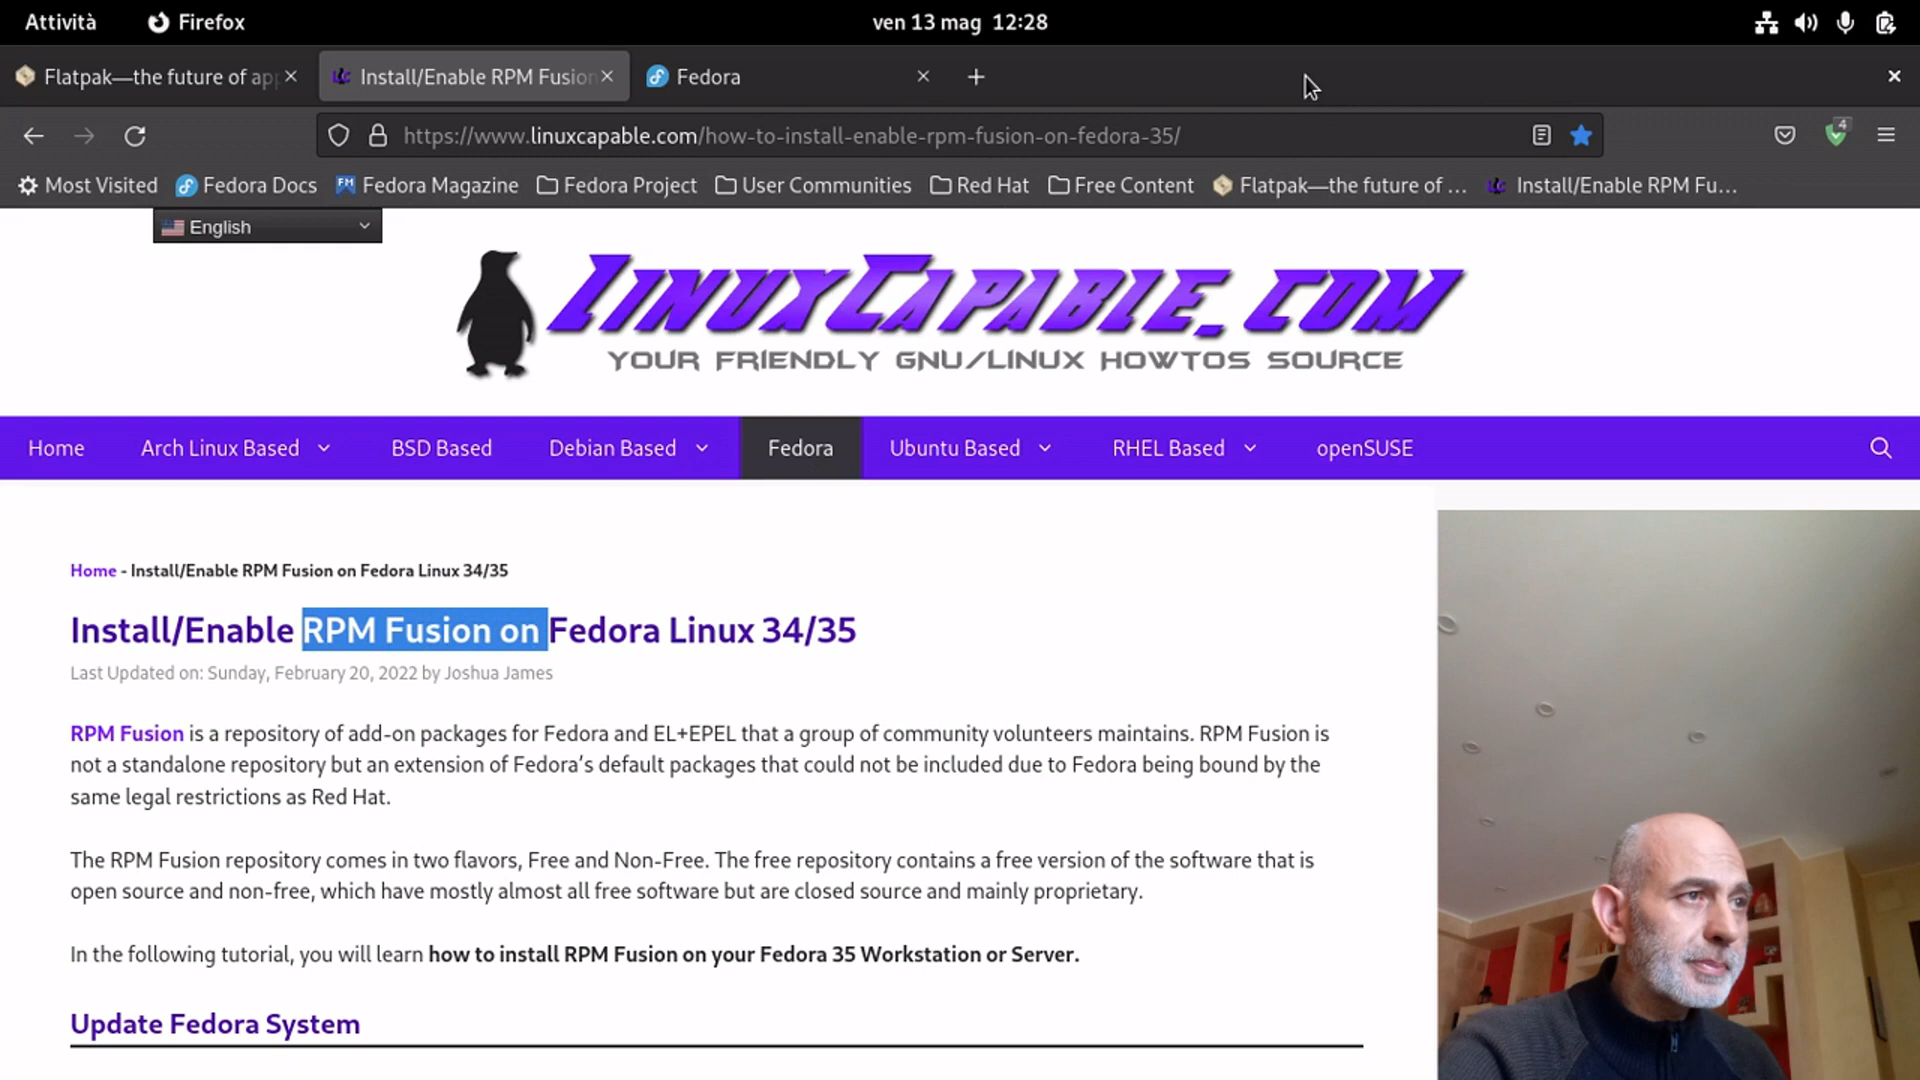 Attività Firefox ven 13 mag 12:28
Flatpak—the future of app Install/Enable RPM Fusion Fedora
https://www.linuxcapable.com/how-to-install-enable-rpm-fusion-on-fedora-35/ 4
Most Visited Fedora Docs Fedora Magazine Fedora Project User Communities Red Hat Free Content Flatpak—the future of … Install/Enable RPM Fu…
English
LINUXCAPABLE.COM
YOUR FRIENDLY GNU/LINUX HOWTOS SOURCE
Home Arch Linux Based BSD Based Debian Based Fedora Ubuntu Based RHEL Based openSUSE
Home - Install/Enable RPM Fusion on Fedora Linux 34/35
Install/Enable RPM Fusion on Fedora Linux 34/35
Last Updated on: Sunday, February 20, 2022 by Joshua James
RPM Fusion is a repository of add-on packages for Fedora and EL+EPEL that a group of community volunteers maintains. RPM Fusion is
not a standalone repository but an extension of Fedora’s default packages that could not be included due to Fedora being bound by the
same legal restrictions as Red Hat.
The RPM Fusion repository comes in two flavors, Free and Non-Free. The free repository contains a free version of the software that is
open source and non-free, which have mostly almost all free software but are closed source and mainly proprietary.
In the following tutorial, you will learn how to install RPM Fusion on your Fedora 35 Workstation or Server.
Update Fedora System